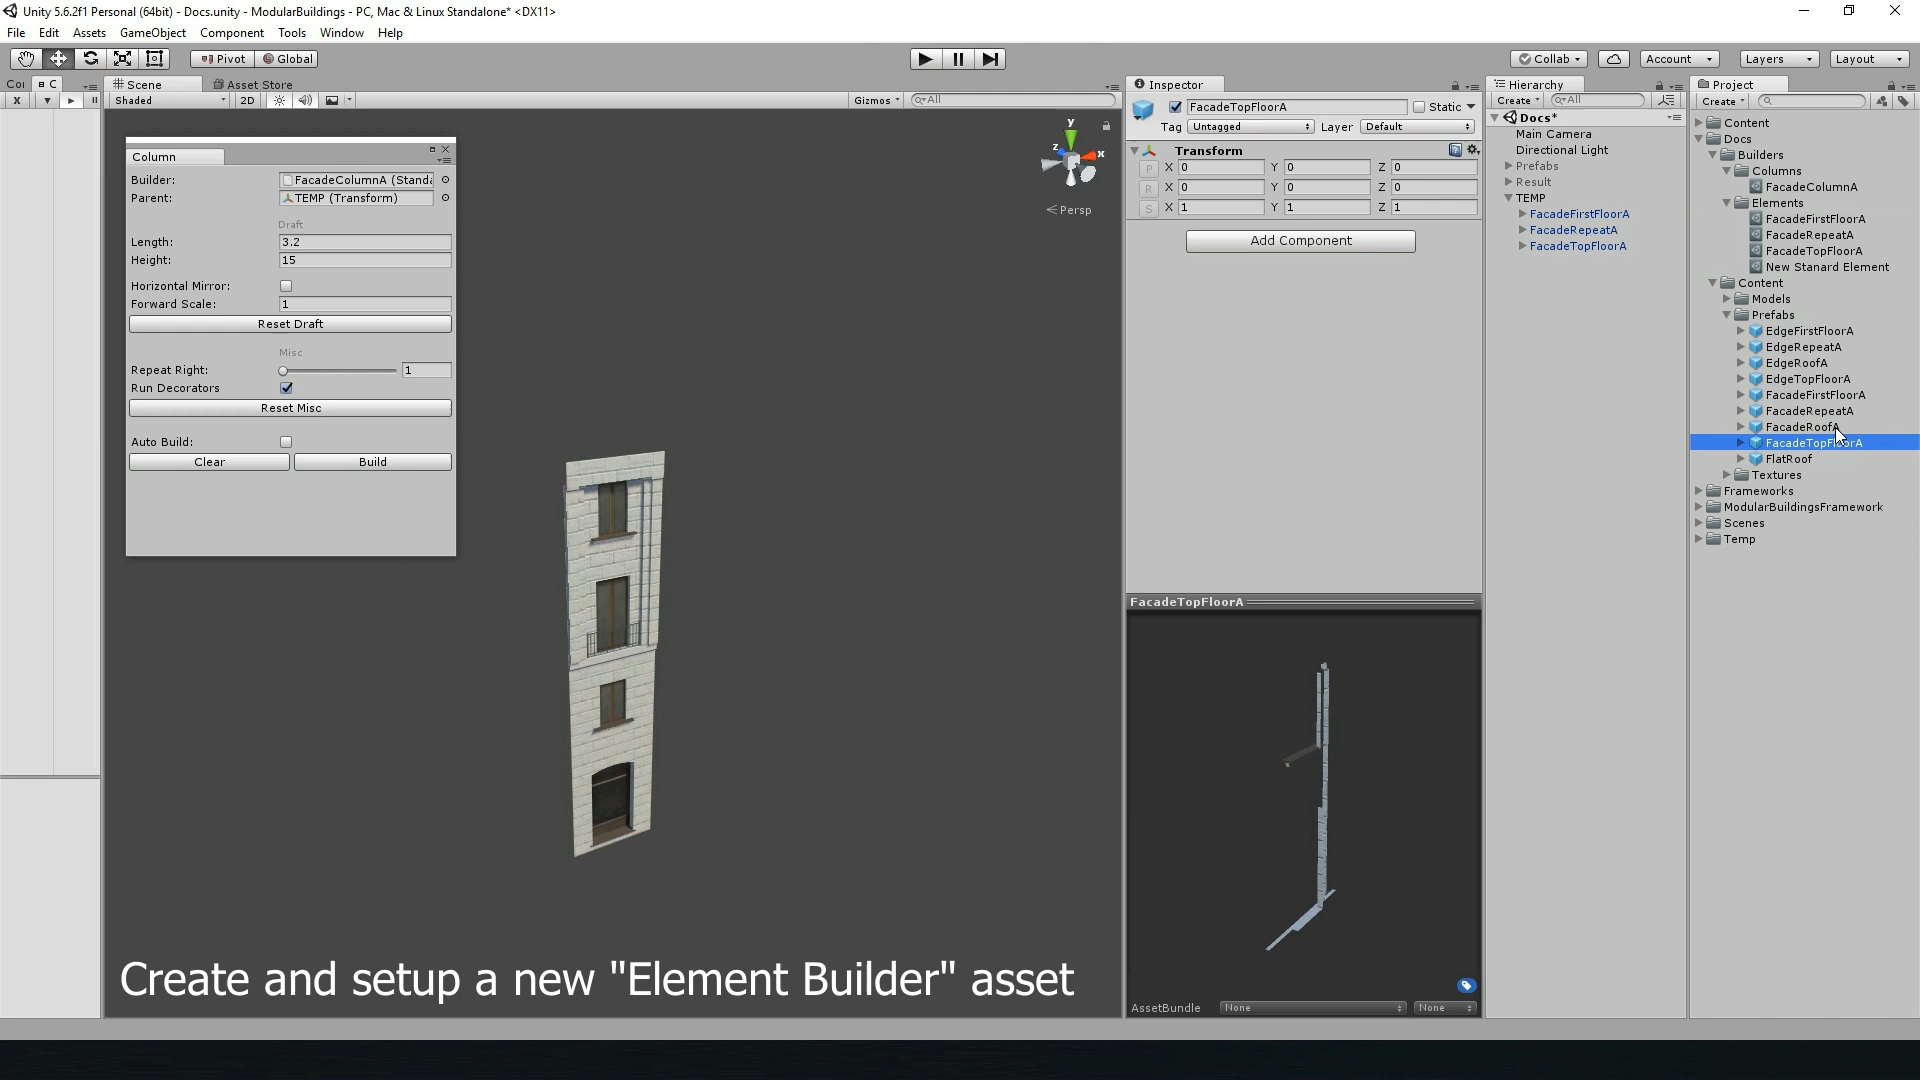 Unity 5.6.2f1 Personal (64bit) - Docs.unity - ModularBuildings - PC, Mac & Linux Standalone* <DX11>
File Edit Assets GameObject Component Tools Window Help
Pivot Global
Collab Account Layers Layout
C
Scene
Asset Store
X
Shaded
2D
Gizmos
All
y
z
x
Persp
Column
Builder:
FacadeColumnA (Standa
Parent:
TEMP (Transform)
Draft
Length:
3.2
Height:
15
Horizontal Mirror:
Forward Scale:
1
Reset Draft
Misc
Repeat Right:
1
Run Decorators
Reset Misc
Auto Build:
Clear
Build
Create and setup a new "Element Builder" asset
Inspector
FacadeTopFloorA
Static
Tag Untagged Layer Default
Transform
P X 0 Y 0 Z 0
R X 0 Y 0 Z 0
S X 1 Y 1 Z 1
Add Component
FacadeTopFloorA
AssetBundle None None
Hierarchy
Create All
Docs*
Main Camera
Directional Light
Prefabs
Result
TEMP
FacadeFirstFloorA
FacadeRepeatA
FacadeTopFloorA
Project
Create
Content
Docs
Builders
Columns
FacadeColumnA
Elements
FacadeFirstFloorA
FacadeRepeatA
FacadeTopFloorA
New Stanard Element
Content
Models
Prefabs
EdgeFirstFloorA
EdgeRepeatA
EdgeRoofA
EdgeTopFloorA
FacadeFirstFloorA
FacadeRepeatA
FacadeRoofA
FacadeTopFloorA
FlatRoof
Textures
Frameworks
ModularBuildingsFramework
Scenes
Temp